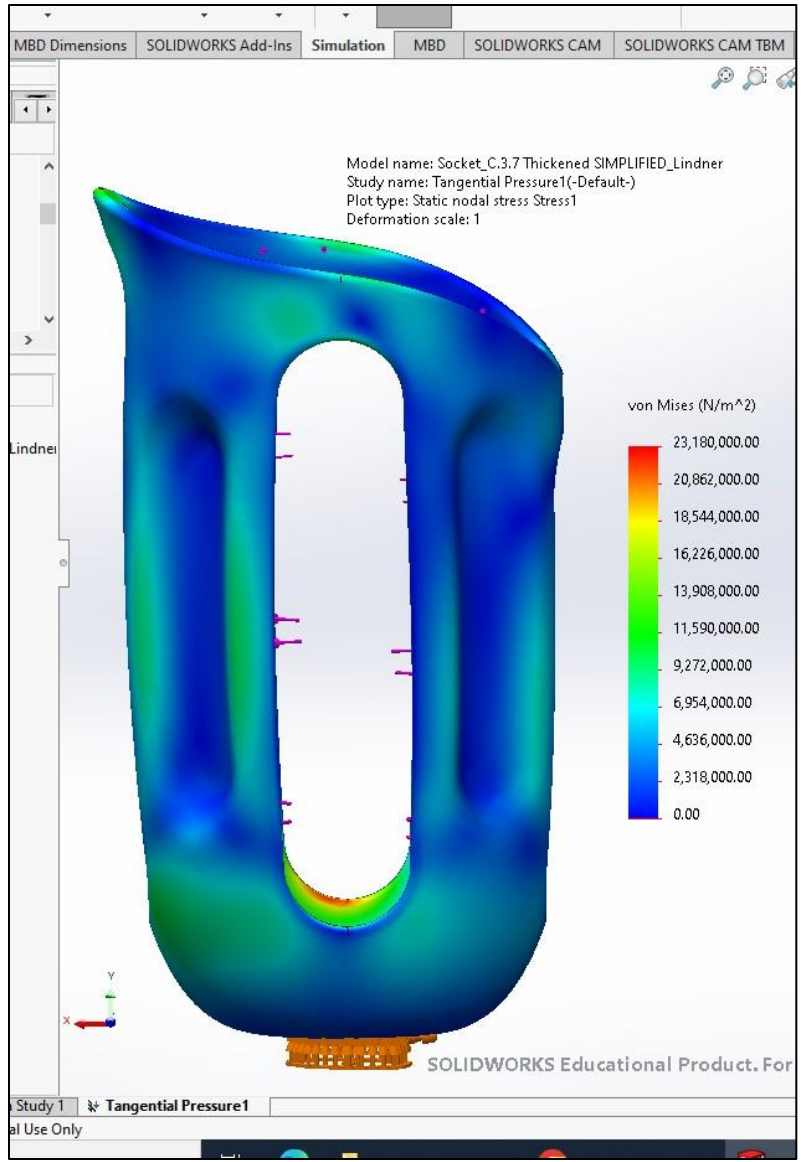 MBD Dimensions SOLIDWORKS Add-Ins Simulation MBD SOLIDWORKS CAM SOLIDWORKS CAM TBM
Model name: Socket_C.3.7 Thickened SIMPLIFIED_Lindner
Study name: Tangential Pressure1(-Default-)
Plot type: Static nodal stress Stress1
Deformation scale: 1
von Mises (N/m^2)
23,180,000.00
20,862,000.00
18,544,000.00
16,226,000.00
13,908,000.00
11,590,000.00
9,272,000.00
6,954,000.00
4,636,000.00
2,318,000.00
0.00
Lindner
Y
X
SOLIDWORKS Educational Product. For
Study 1 Tangential Pressure1
al Use Only